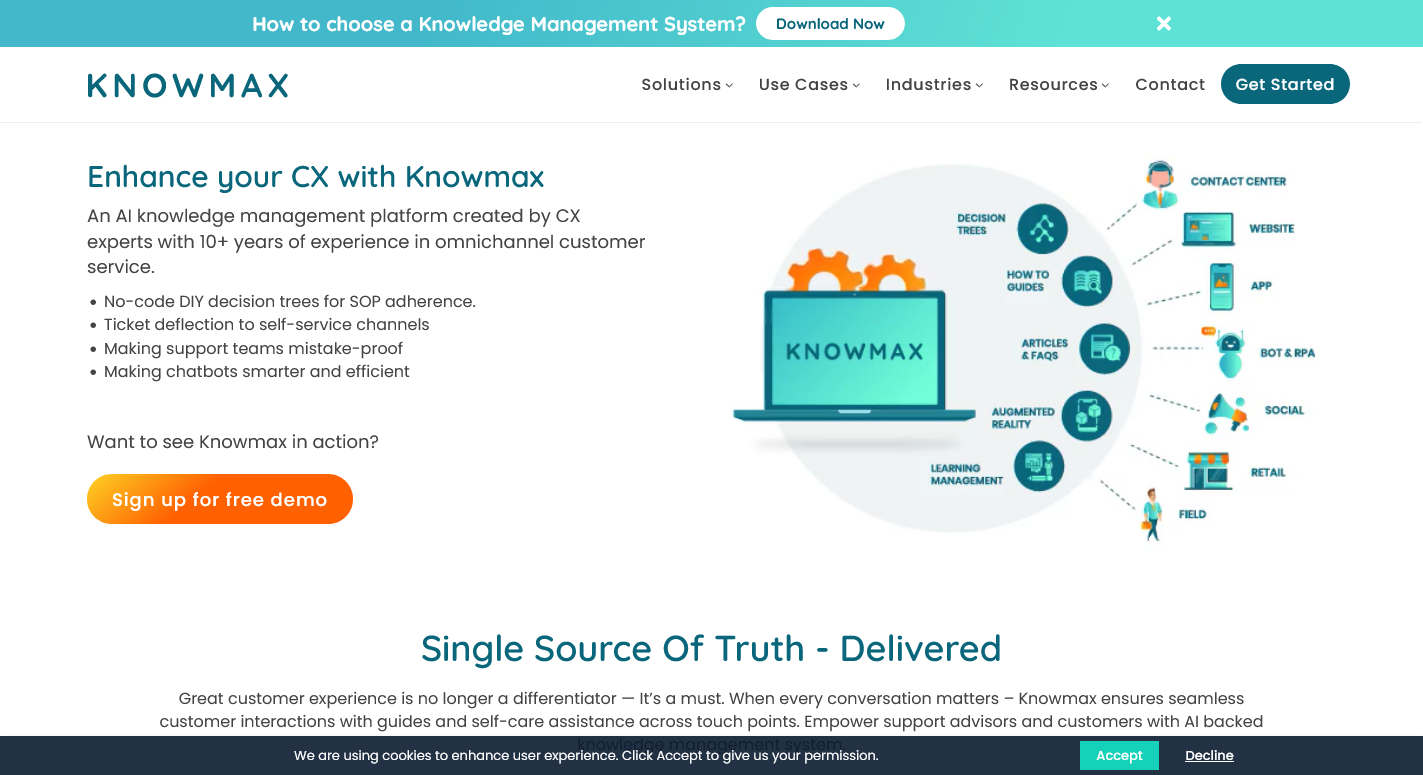 How to choose a Knowledge Management System?
Download Now
KNOWMAX
Solutions
Use Cases
Industries
Resources
Contact
Get Started
Enhance your CX with Knowmax
An AI knowledge management platform created by CX
experts with 10+ years of experience in omnichannel customer
service.
• No-code DIY decision trees for SOP adherence.
• Ticket deflection to self-service channels
• Making support teams mistake-proof
• Making chatbots smarter and efficient
Want to see Knowmax in action?
Sign up for free demo
KNOWMAX
DECISION
TREES
HOW TO
GUIDES
ARTICLES
& FAQS
AUGMENTED
REALITY
LEARNING
MANAGEMENT
CONTACT CENTER
WEBSITE
APP
BOT & RPA
SOCIAL
RETAIL
FIELD
Single Source Of Truth - Delivered
Great customer experience is no longer a differentiator — It's a must. When every conversation matters – Knowmax ensures seamless
customer interactions with guides and self-care assistance across touch points. Empower support advisors and customers with AI backed
knowledge management system.
We are using cookies to enhance user experience. Click Accept to give us your permission.
Accept
Decline